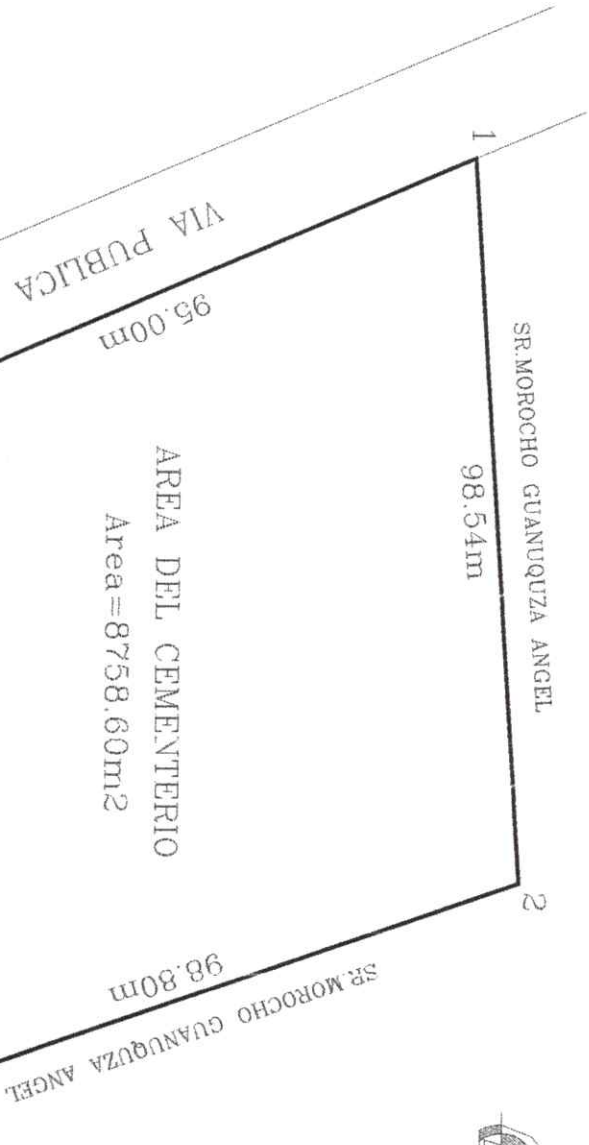 1
SR.MOROCHO GUANUQUZA ANGEL
98.54m
2
VIA PUBLICA
95.00m
AREA DEL CEMENTERIO
Area=8758.60m2
98.80m
SR.MOROCHO GUANUQUZA ANGEL